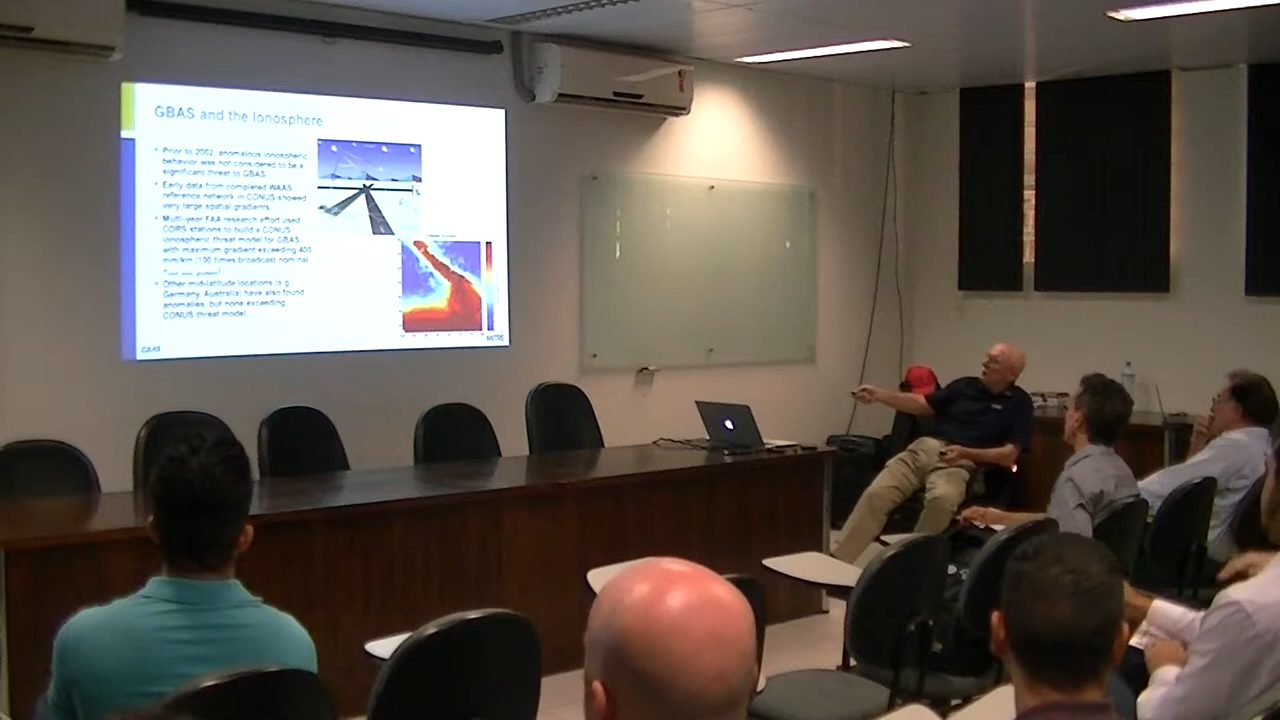 GBAS and the Ionosphere
• Prior to 2002, anomalous ionospheric
behavior was not considered to be a
significant threat to GBAS.
• Early data from completed WAAS
reference network in CONUS showed
very large spatial gradients.
• Multi-year FAA research effort used
CORS stations to build a CONUS
ionospheric threat model for GBAS
with maximum gradient exceeding 400
mm/km (100 times broadcast nominal
• Other mid-latitude locations (e.g.
Germany, Australia) have also found
anomalies, but none exceeding
CONUS threat model.